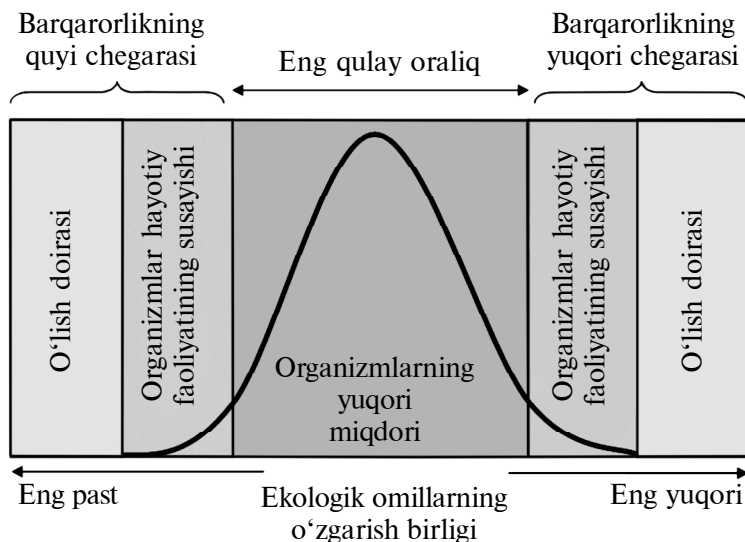 Barqarorlikning
quyi chegarasi
Eng qulay oraliq
Barqarorlikning
yuqori chegarasi
O‘lish doirasi
Organizmlar hayotiy
faoliyatining susayishi
Organizmlarning
yuqori
miqdori
Organizmlar hayotiy
faoliyatining susayishi
O‘lish doirasi
Eng past
Ekologik omillarning
o‘zgarish birligi
Eng yuqori